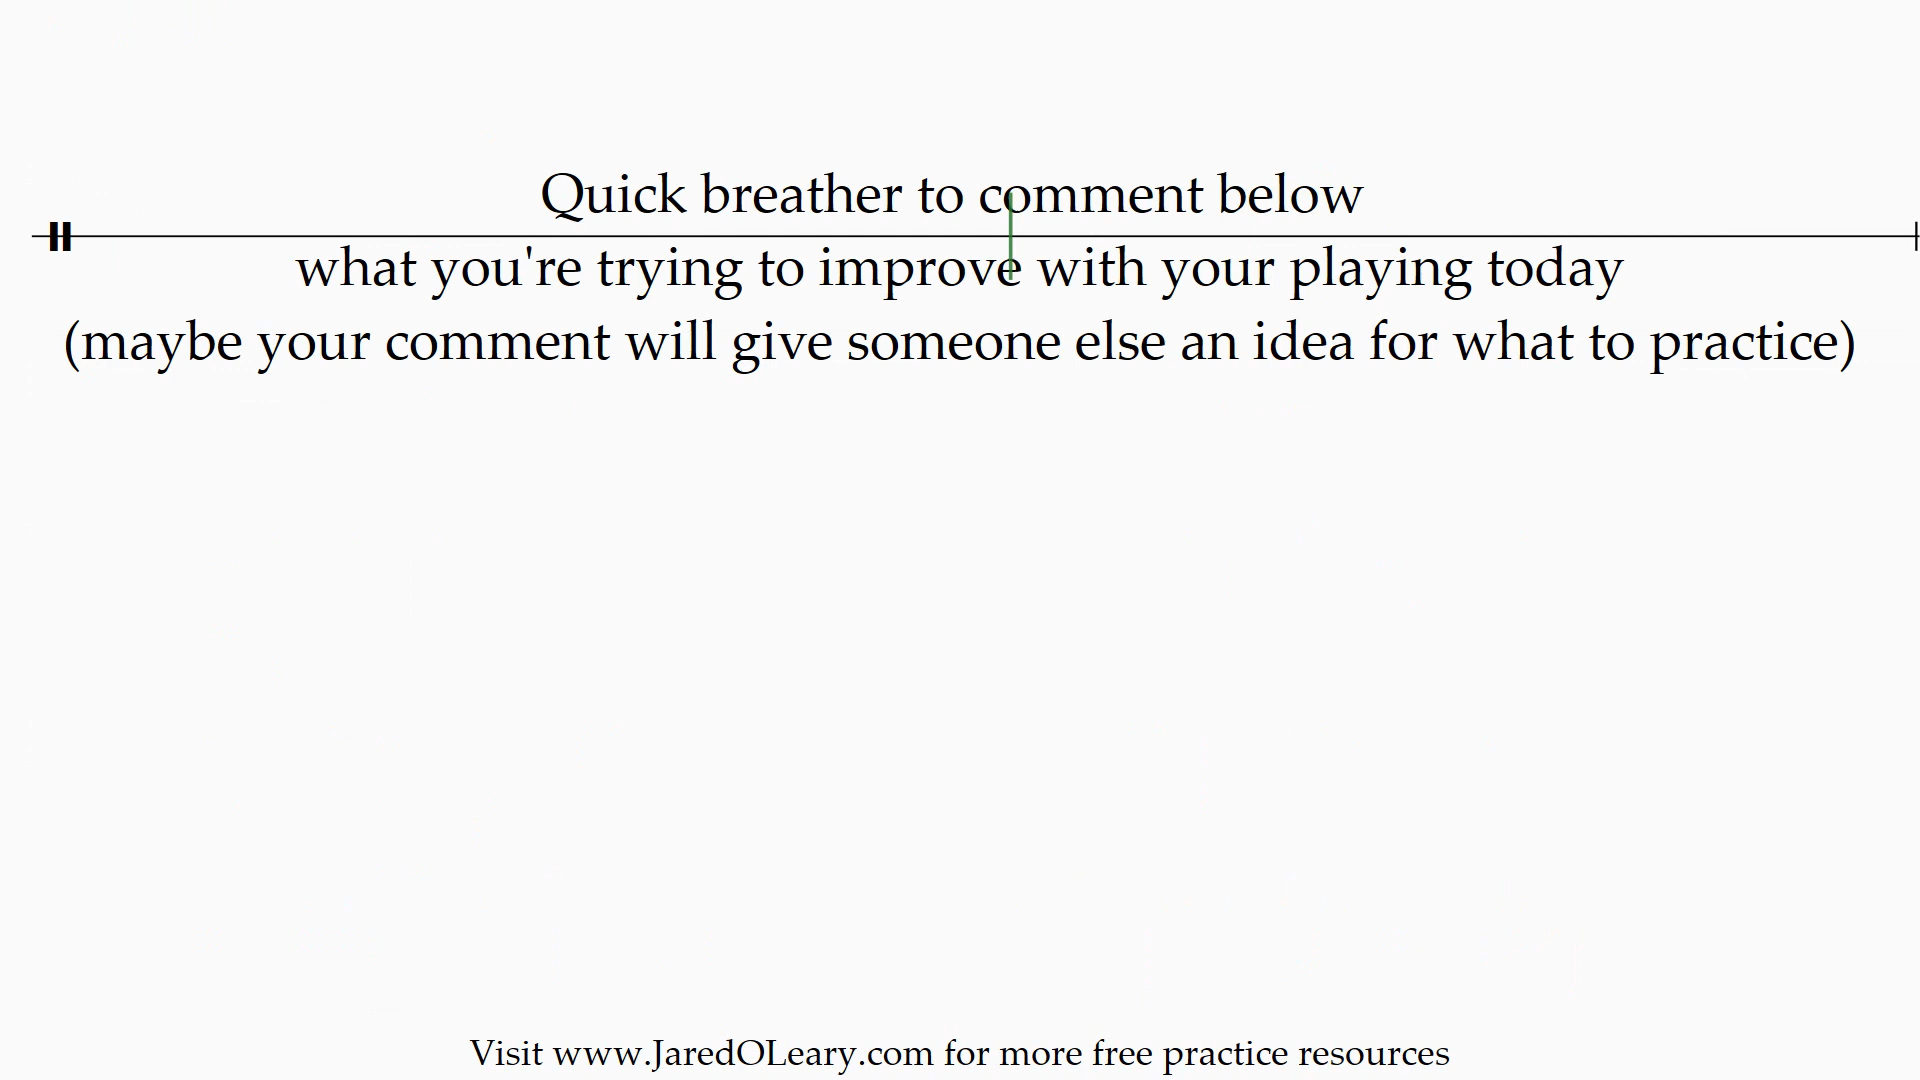 Quick breather to comment below
what you're trying to improve with your playing today
(maybe your comment will give someone else an idea for what to practice)
Visit www.JaredOLeary.com for more free practice resources